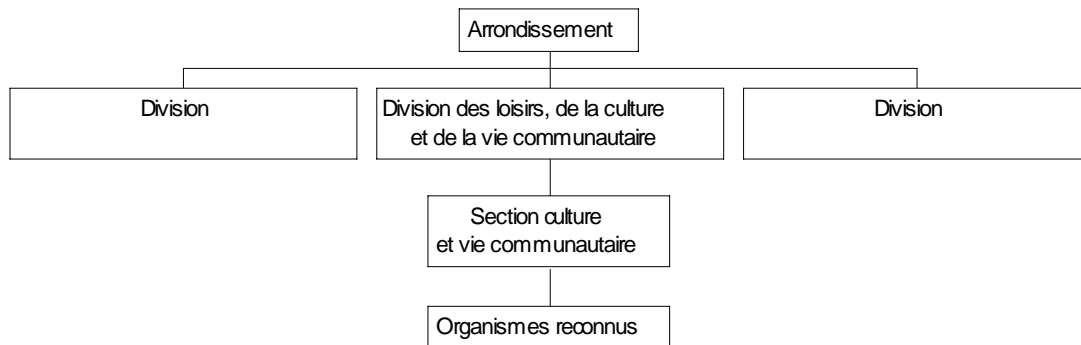 Arrondissement
Division
Division des loisirs, de la culture
et de la vie communautaire
Division
Section culture
et vie communautaire
Organismes reconnus